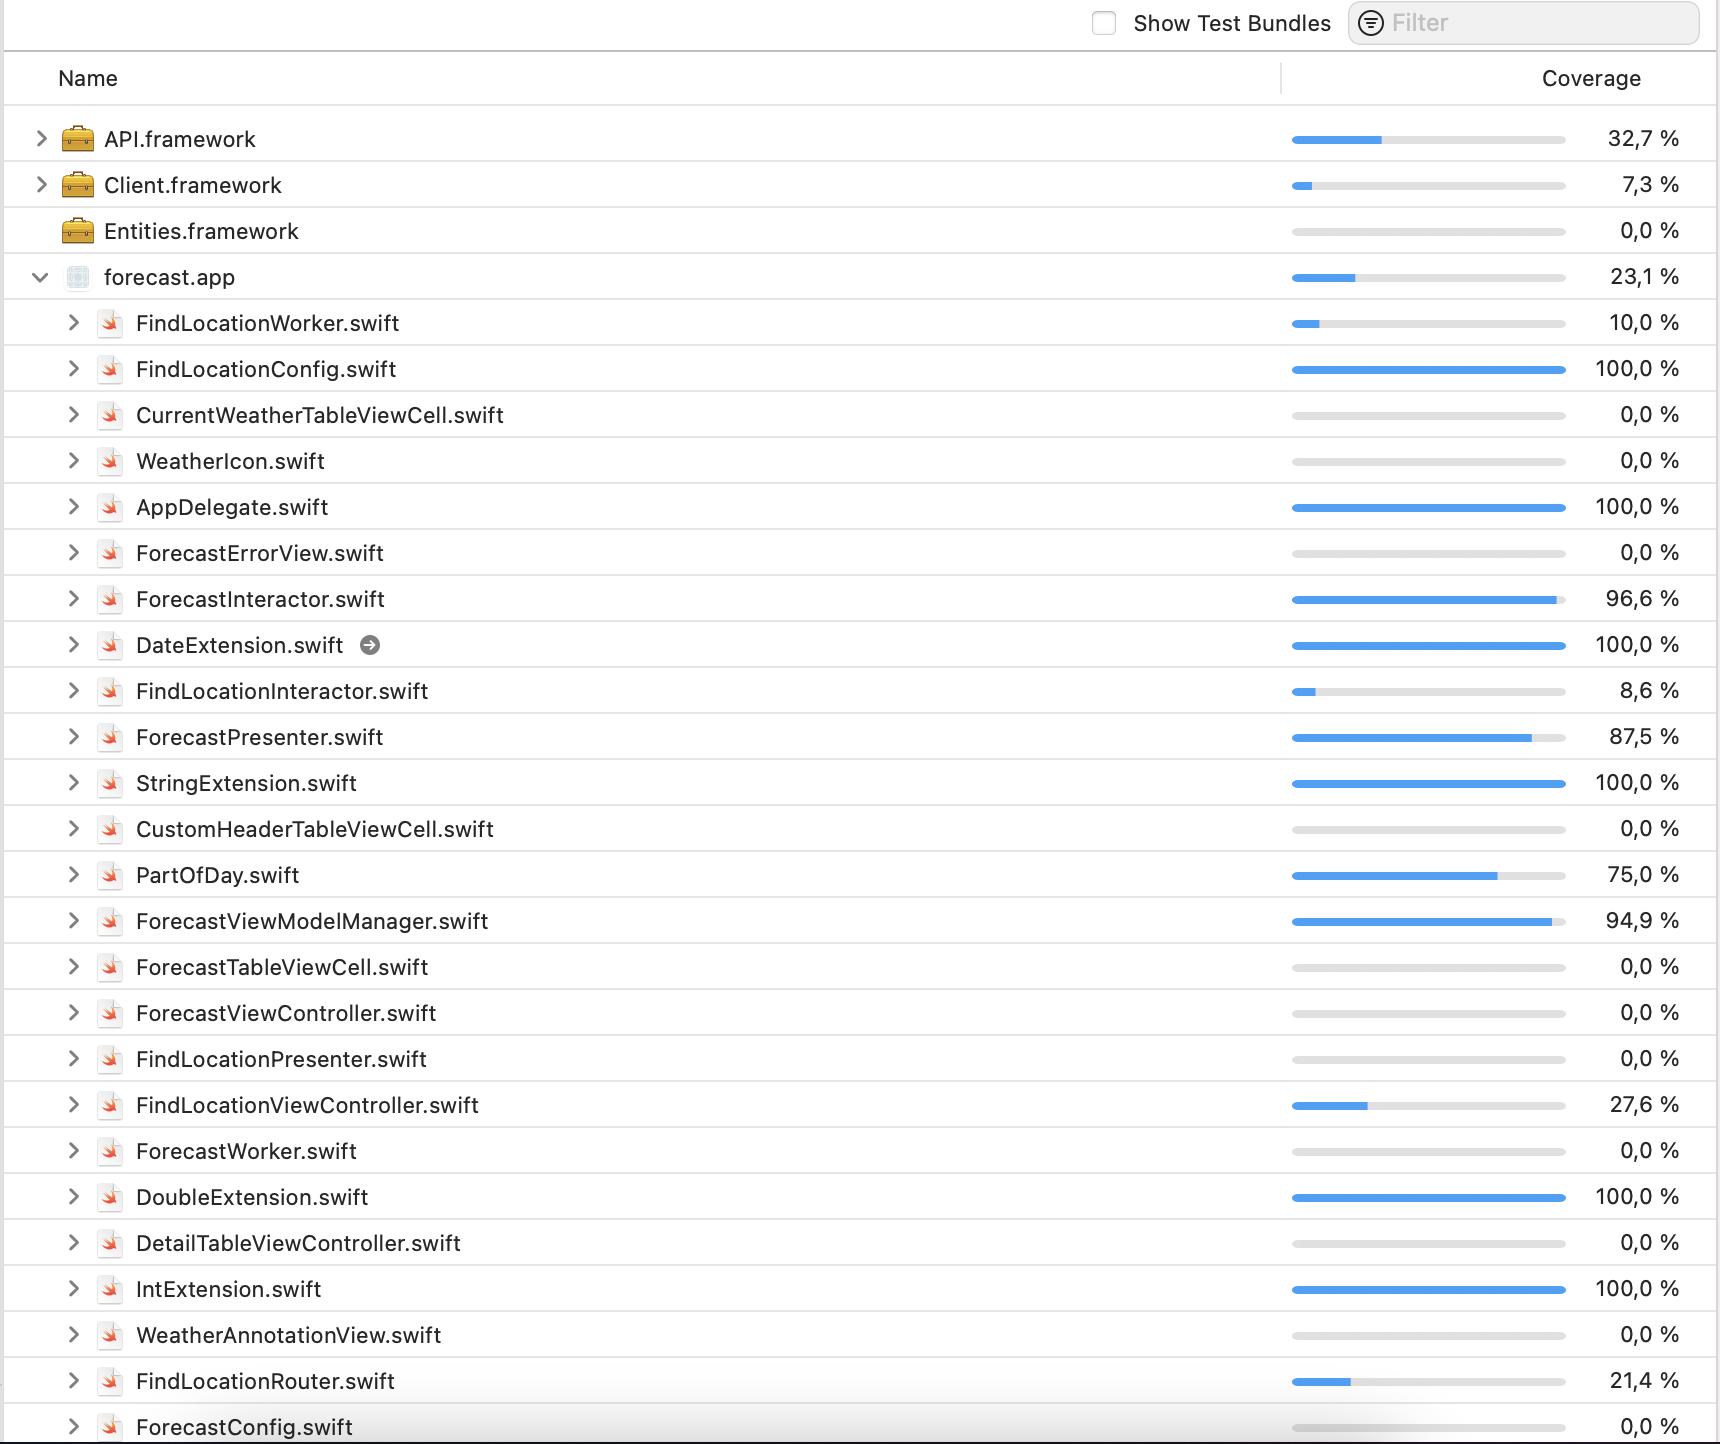 Show Test Bundles Filter
Name Coverage
API.framework 32,7 %
Client.framework 7,3 %
Entities.framework 0,0 %
forecast.app 23,1 %
FindLocationWorker.swift 10,0 %
FindLocationConfig.swift 100,0 %
CurrentWeatherTableViewCell.swift 0,0 %
WeatherIcon.swift 0,0 %
AppDelegate.swift 100,0 %
ForecastErrorView.swift 0,0 %
ForecastInteractor.swift 96,6 %
DateExtension.swift 100,0 %
FindLocationInteractor.swift 8,6 %
ForecastPresenter.swift 87,5 %
StringExtension.swift 100,0 %
CustomHeaderTableViewCell.swift 0,0 %
PartOfDay.swift 75,0 %
ForecastViewModelManager.swift 94,9 %
ForecastTableViewCell.swift 0,0 %
ForecastViewController.swift 0,0 %
FindLocationPresenter.swift 0,0 %
FindLocationViewController.swift 27,6 %
ForecastWorker.swift 0,0 %
DoubleExtension.swift 100,0 %
DetailTableViewController.swift 0,0 %
IntExtension.swift 100,0 %
WeatherAnnotationView.swift 0,0 %
FindLocationRouter.swift 21,4 %
ForecastConfig.swift 0,0 %